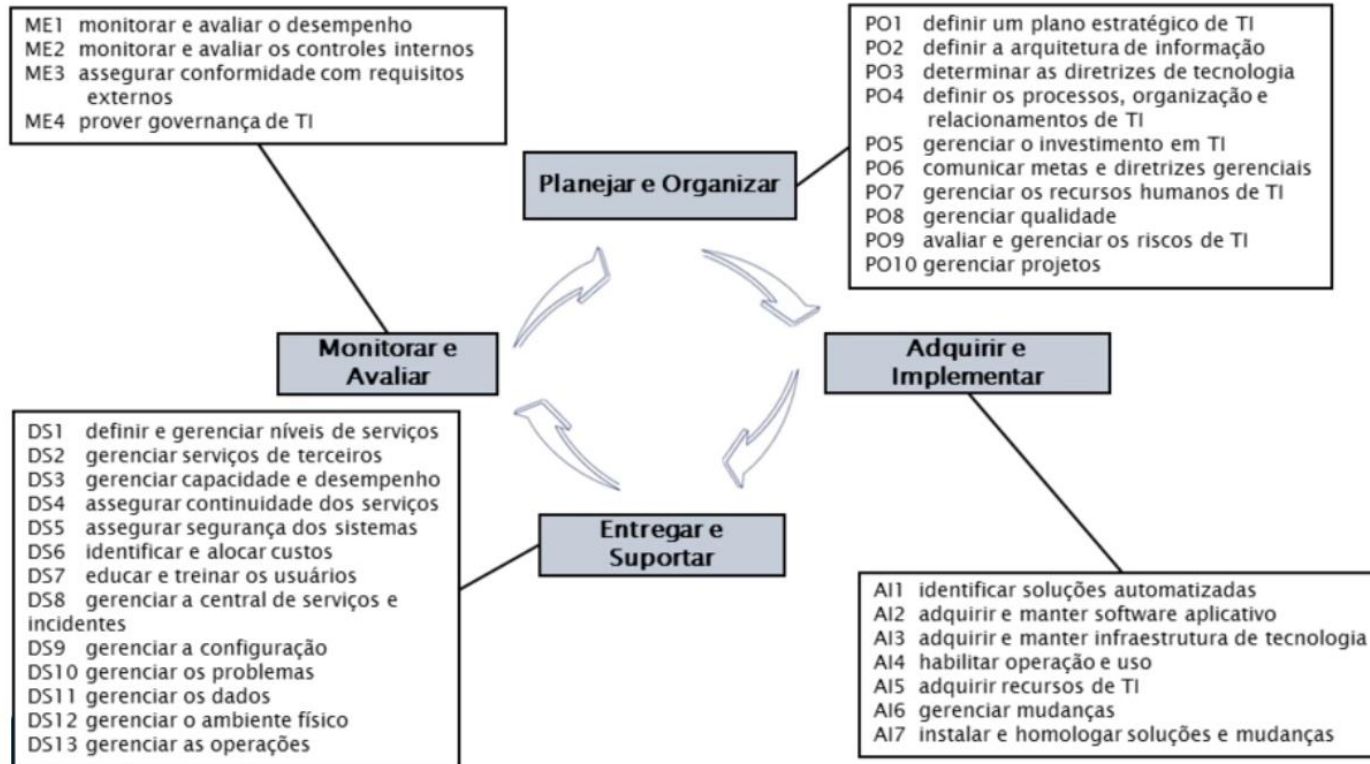 ME1 monitorar e avaliar o desempenho
ME2 monitorar e avaliar os controles internos
ME3 assegurar conformidade com requisitos
externos
ME4 prover governança de TI
PO1 definir um plano estratégico de TI
PO2 definir a arquitetura de informação
PO3 determinar as diretrizes de tecnologia
PO4 definir os processos, organização e
relacionamentos de TI
PO5 gerenciar o investimento em TI
PO6 comunicar metas e diretrizes gerenciais
PO7 gerenciar os recursos humanos de TI
PO8 gerenciar qualidade
PO9 avaliar e gerenciar os riscos de TI
PO10 gerenciar projetos
Planejar e Organizar
Monitorar e
Avaliar
Adquirir e
Implementar
Entregar e
Suportar
DS1 definir e gerenciar níveis de serviços
DS2 gerenciar serviços de terceiros
DS3 gerenciar capacidade e desempenho
DS4 assegurar continuidade dos serviços
DS5 assegurar segurança dos sistemas
DS6 identificar e alocar custos
DS7 educar e treinar os usuários
DS8 gerenciar a central de serviços e
incidentes
DS9 gerenciar a configuração
DS10 gerenciar os problemas
DS11 gerenciar os dados
DS12 gerenciar o ambiente físico
DS13 gerenciar as operações
AI1 identificar soluções automatizadas
AI2 adquirir e manter software aplicativo
AI3 adquirir e manter infraestrutura de tecnologia
AI4 habilitar operação e uso
AI5 adquirir recursos de TI
AI6 gerenciar mudanças
AI7 instalar e homologar soluções e mudanças